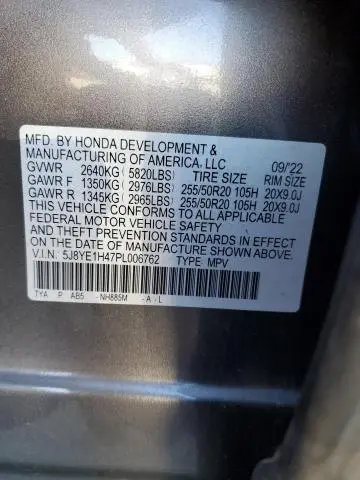 MFD. BY HONDA DEVELOPMENT &
MANUFACTURING OF AMERICA, LLC 09/'22
GVWR 2640KG (5820LBS) TIRE SIZE RIM SIZE
GAWR F 1350KG (2976LBS) 255/50R20 105H 20X9.0J
GAWR R 1345KG (2965LBS) 255/50R20 105H 20X9.0J
THIS VEHICLE CONFORMS TO ALL APPLICABLE
FEDERAL MOTOR VEHICLE SAFETY
AND THEFT PREVENTION STANDARDS IN EFFECT
ON THE DATE OF MANUFACTURE SHOWN ABOVE.
V.I.N. 5J8YE1H47PL006762 TYPE: MPV
TYA P AB5 NH885M -A-L